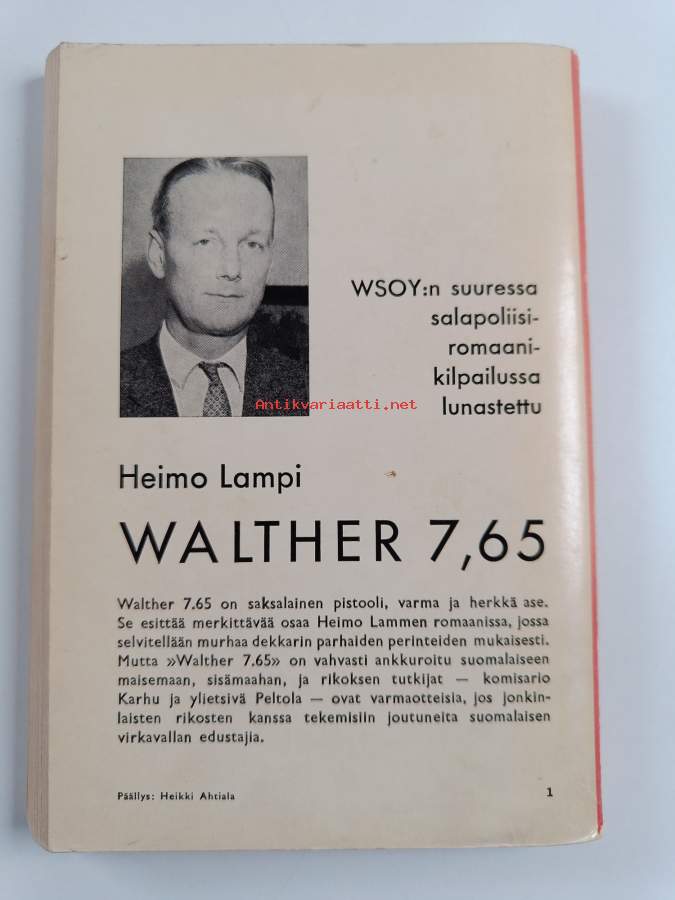 WSOY:n suuressa
salapoliisi-
romaani-
kilpailussa
lunastettu
Antikvariaatti.net
Heimo Lampi
WALTHER 7,65
Walther 7.65 on saksalainen pistooli, varma ja herkkä ase.
Se esittää merkittävää osaa Heimo Lammen romaanissa, jossa
selvitellään murhaa dekkarin parhaiden perinteiden mukaisesti.
Mutta »Walther 7.65» on vahvasti ankkuroitu suomalaiseen
maisemaan, sisämaahan, ja rikoksen tutkijat — komisario
Karhu ja ylietsivä Peltola — ovat varmaotteisia, jos jonkin-
laisten rikosten kanssa tekemisiin joutuneita suomalaisen
virkavallan edustajia.
Päällys: Heikki Ahtiala
1